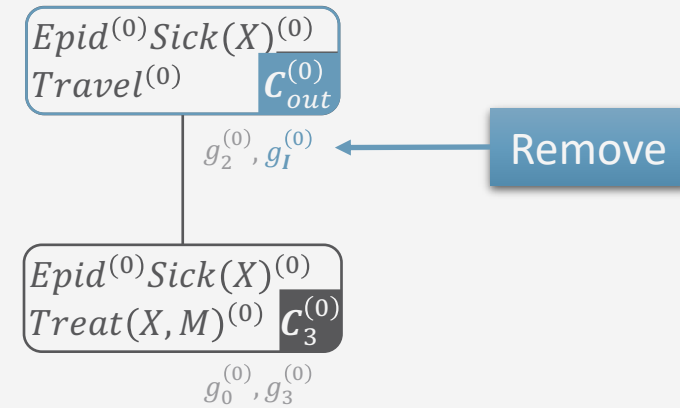 Epid⁽⁰⁾Sick(X)⁽⁰⁾
Travel⁽⁰⁾ C_out⁽⁰⁾
g₂⁽⁰⁾, g_I⁽⁰⁾
Remove
Epid⁽⁰⁾Sick(X)⁽⁰⁾
Treat(X, M)⁽⁰⁾ C₃⁽⁰⁾
g₀⁽⁰⁾, g₃⁽⁰⁾